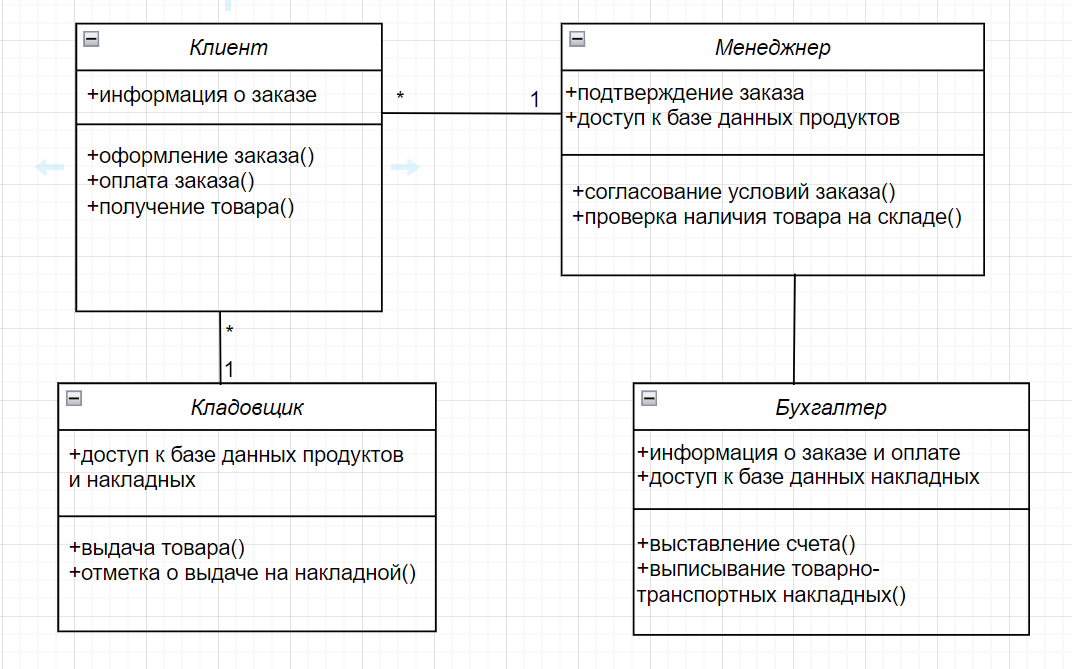 Клиент
+информация о заказе
+оформление заказа()
+оплата заказа()
+получение товара()
*
1
Менеджнер
+подтверждение заказа
+доступ к базе данных продуктов
+согласование условий заказа()
+проверка наличия товара на складе()
*
1
Кладовщик
+доступ к базе данных продуктов
и накладных
+выдача товара()
+отметка о выдаче на накладной()
Бухгалтер
+информация о заказе и оплате
+доступ к базе данных накладных
+выставление счета()
+выписывание товарно-
транспортных накладных()